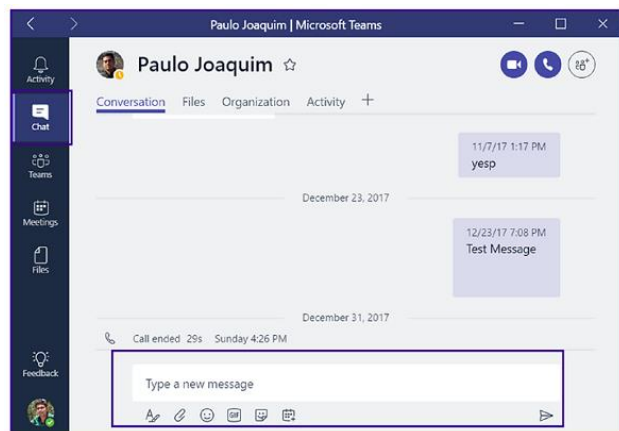 Paulo Joaquim | Microsoft Teams
Activity
Chat
Teams
Meetings
Files
Feedback
Paulo Joaquim
Conversation Files Organization Activity
11/7/17 1:17 PM
yesp
December 23, 2017
12/23/17 7:08 PM
Test Message
December 31, 2017
Call ended 29s Sunday 4:26 PM
Type a new message
GIF